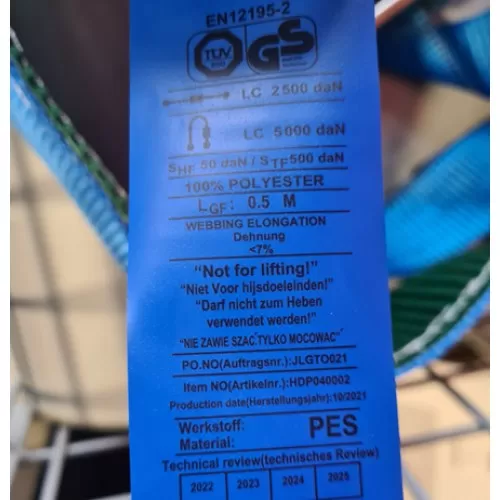 EN12195-2
TÜV
GS
LC 2500 daN
LC 5000 daN
SHF 50 daN / STF500 daN
100% POLYESTER
LGF: 0.5 M
WEBBING ELONGATION
Dehnung
<7%
“Not for lifting!”
“Niet Voor hijsdoeleinden!”
“Darf nicht zum Heben
verwendet werden!”
“NIE ZAWIE SZAC,TYLKO MOCOWAC”
PO.NO(Auftragsnr.):JLGTO021
Item NO(Artikelnr.):HDP040002
Production date(Herstellungsjahr):10/2021
Werkstoff: PES
Material:
Technical review(technisches Review)
2022 2023 2024 2025